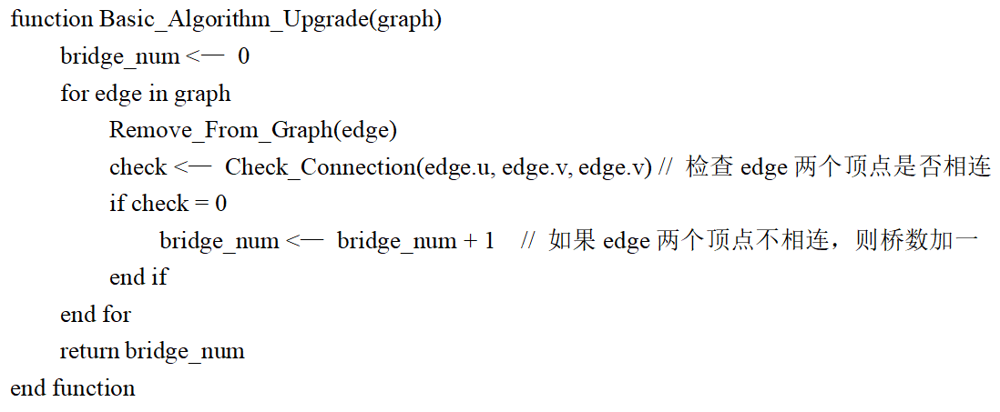 function Basic_Algorithm_Upgrade(graph)
bridge_num <— 0
for edge in graph
Remove_From_Graph(edge)
check <— Check_Connection(edge.u, edge.v, edge.v) // 检查 edge 两个顶点是否相连
if check = 0
bridge_num <— bridge_num + 1 // 如果 edge 两个顶点不相连，则桥数加一
end if
end for
return bridge_num
end function